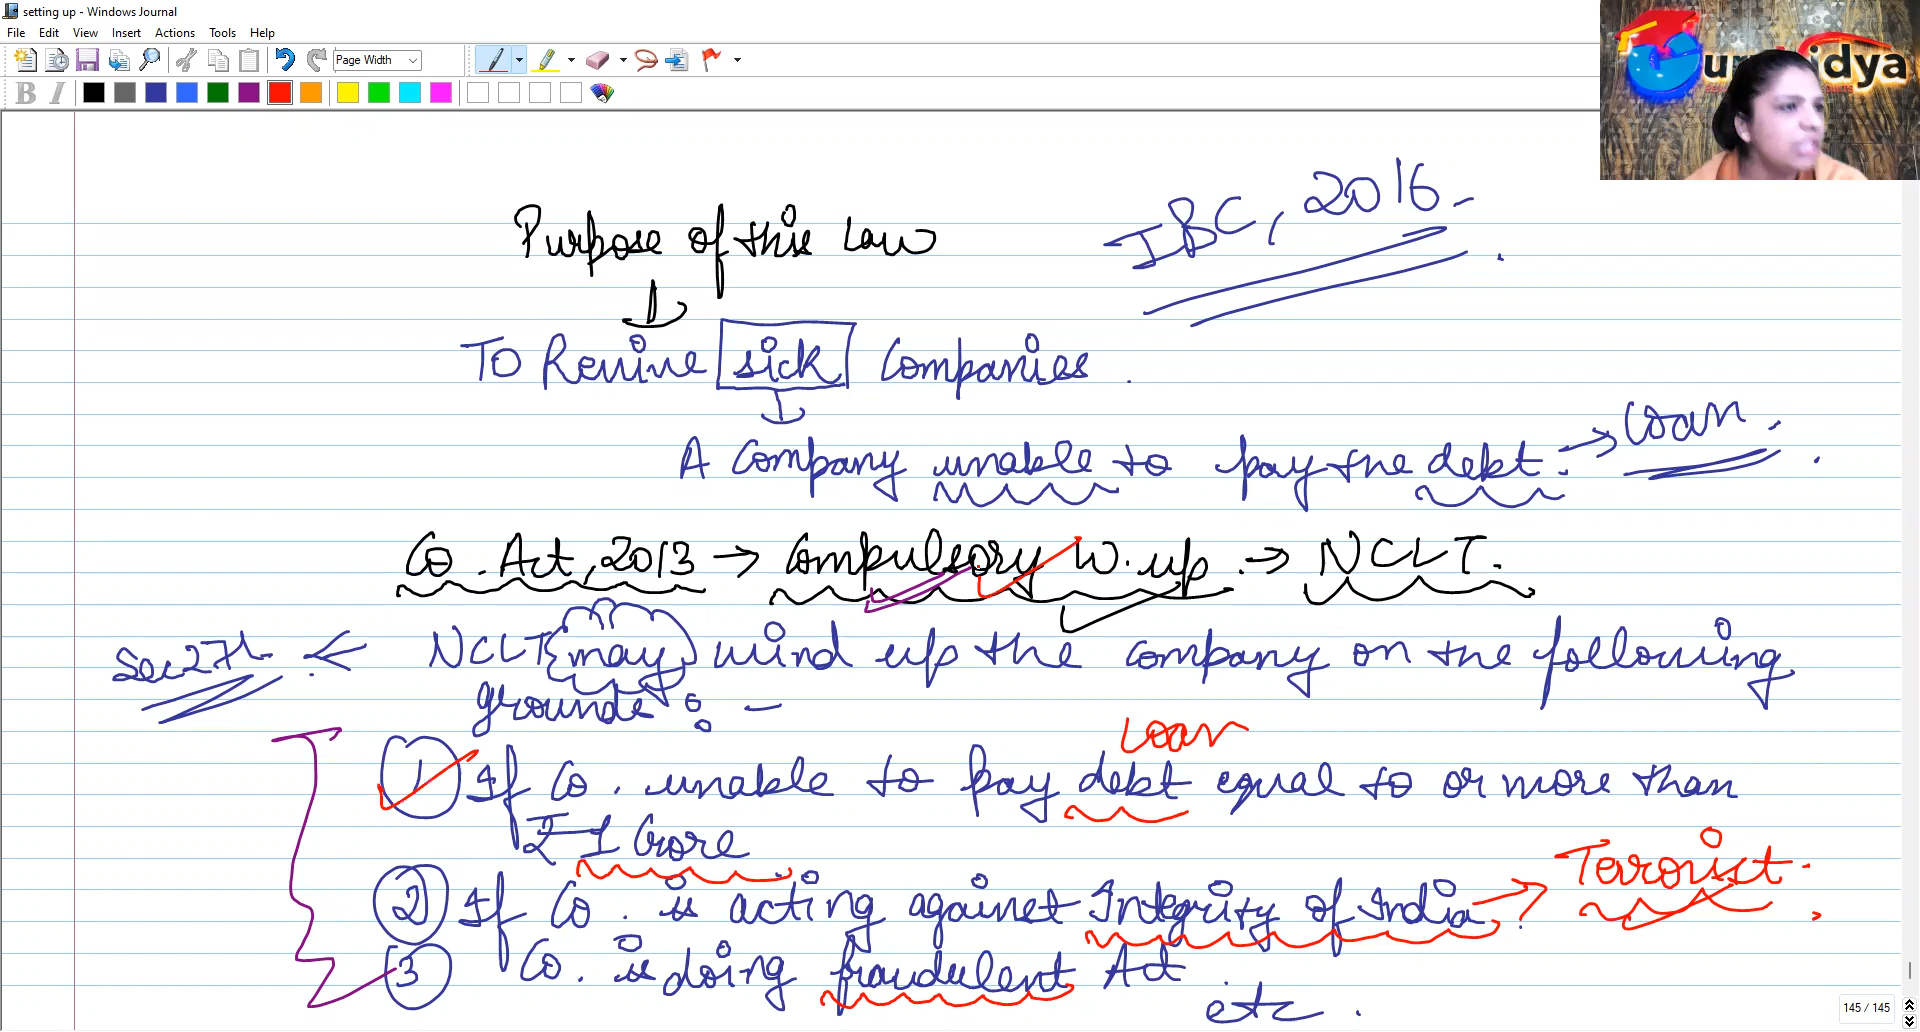 setting up - Windows Journal
File Edit View Insert Actions Tools Help
Page Width
B I
Purpose of this Law
IBC, 2016.
To Revive sick Companies.
A Company unable to pay the debt. → Loan.
Co. Act, 2013 → Compulsory W. up. → NCLT.
Sec 271 ← NCLT {may} wind up the company on the following
grounds : -
Loan
① If Co. unable to pay debt equal to or more than
₹ 1 Crore
② If Co. is acting against Integrity of India. → Terrorist.
③ Co. is doing fraudulent Act.
etc.
145 / 145